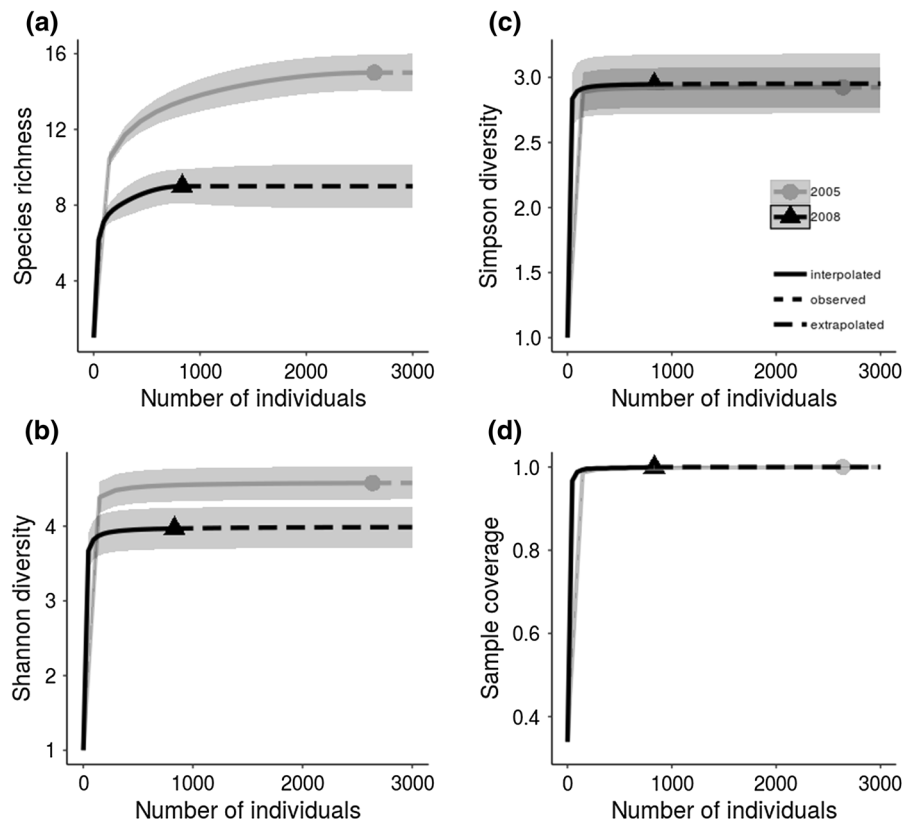 (a)
16
12
8
4
Species richness
0 1000 2000 3000
Number of individuals
(c)
3.0
2.5
2.0
1.5
1.0
Simpson diversity
2005
2008
interpolated
observed
extrapolated
0 1000 2000 3000
Number of individuals
(b)
4
3
2
1
Shannon diversity
0 1000 2000 3000
Number of individuals
(d)
1.0
0.8
0.6
0.4
Sample coverage
0 1000 2000 3000
Number of individuals